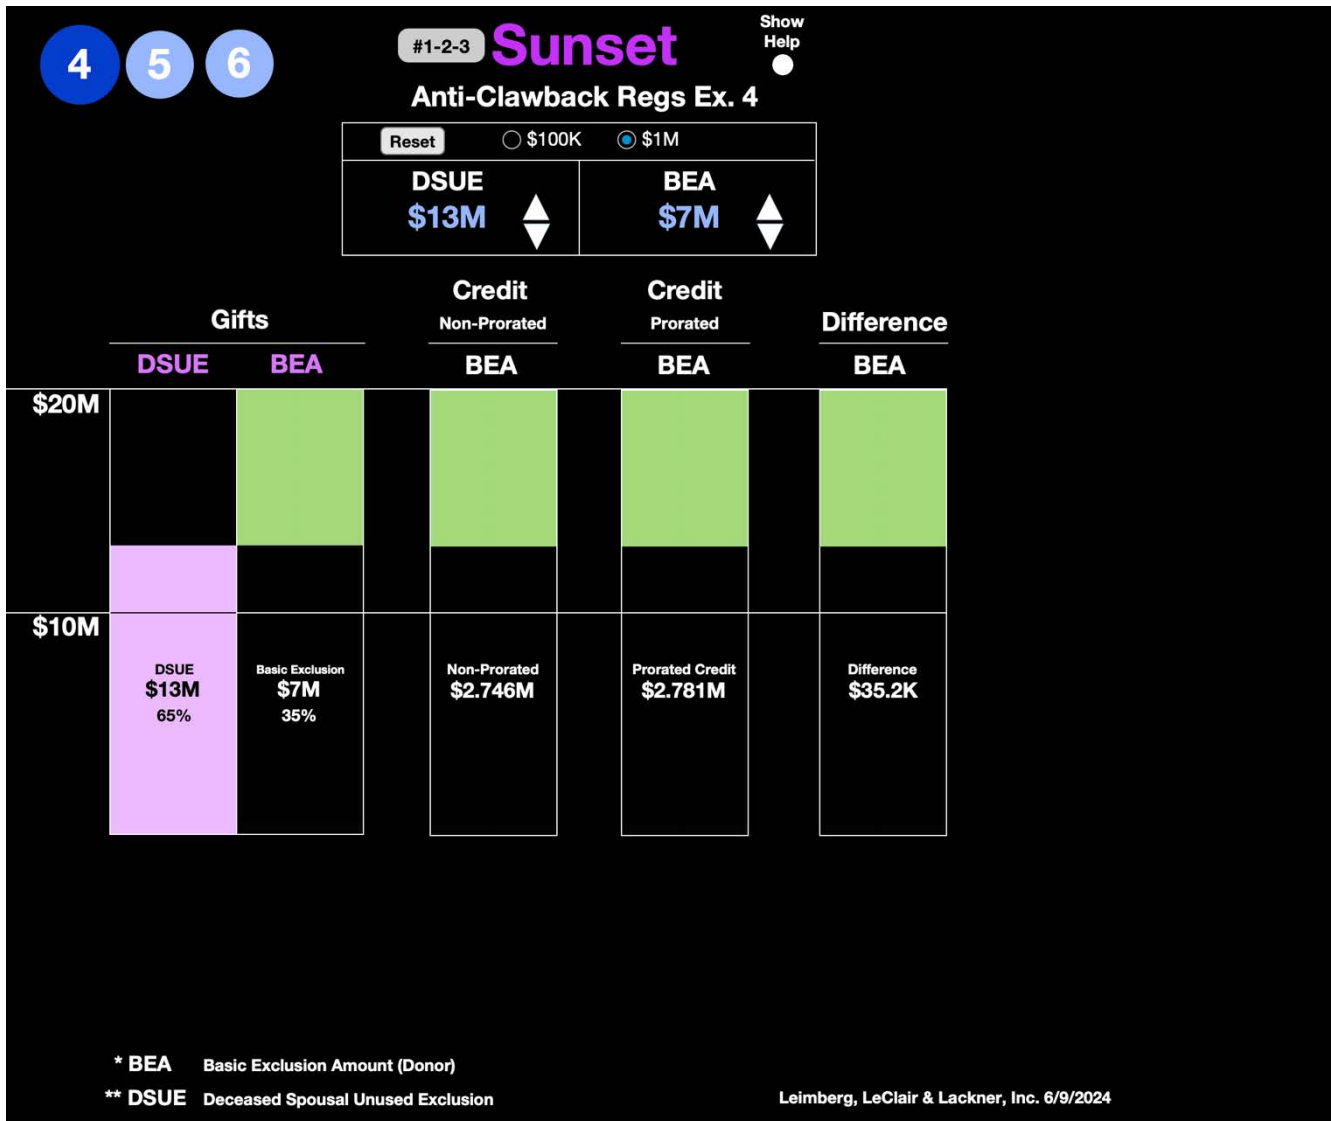 4 5 6
#1-2-3 Sunset
Show
Help
Anti-Clawback Regs Ex. 4
Reset $100K $1M
DSUE BEA
$13M $7M
Gifts
Credit
Non-Prorated
Credit
Prorated
Difference
DSUE BEA BEA BEA BEA
$20M
$10M
DSUE
$13M
65%
Basic Exclusion
$7M
35%
Non-Prorated
$2.746M
Prorated Credit
$2.781M
Difference
$35.2K
* BEA Basic Exclusion Amount (Donor)
** DSUE Deceased Spousal Unused Exclusion
Leimberg, LeClair & Lackner, Inc. 6/9/2024